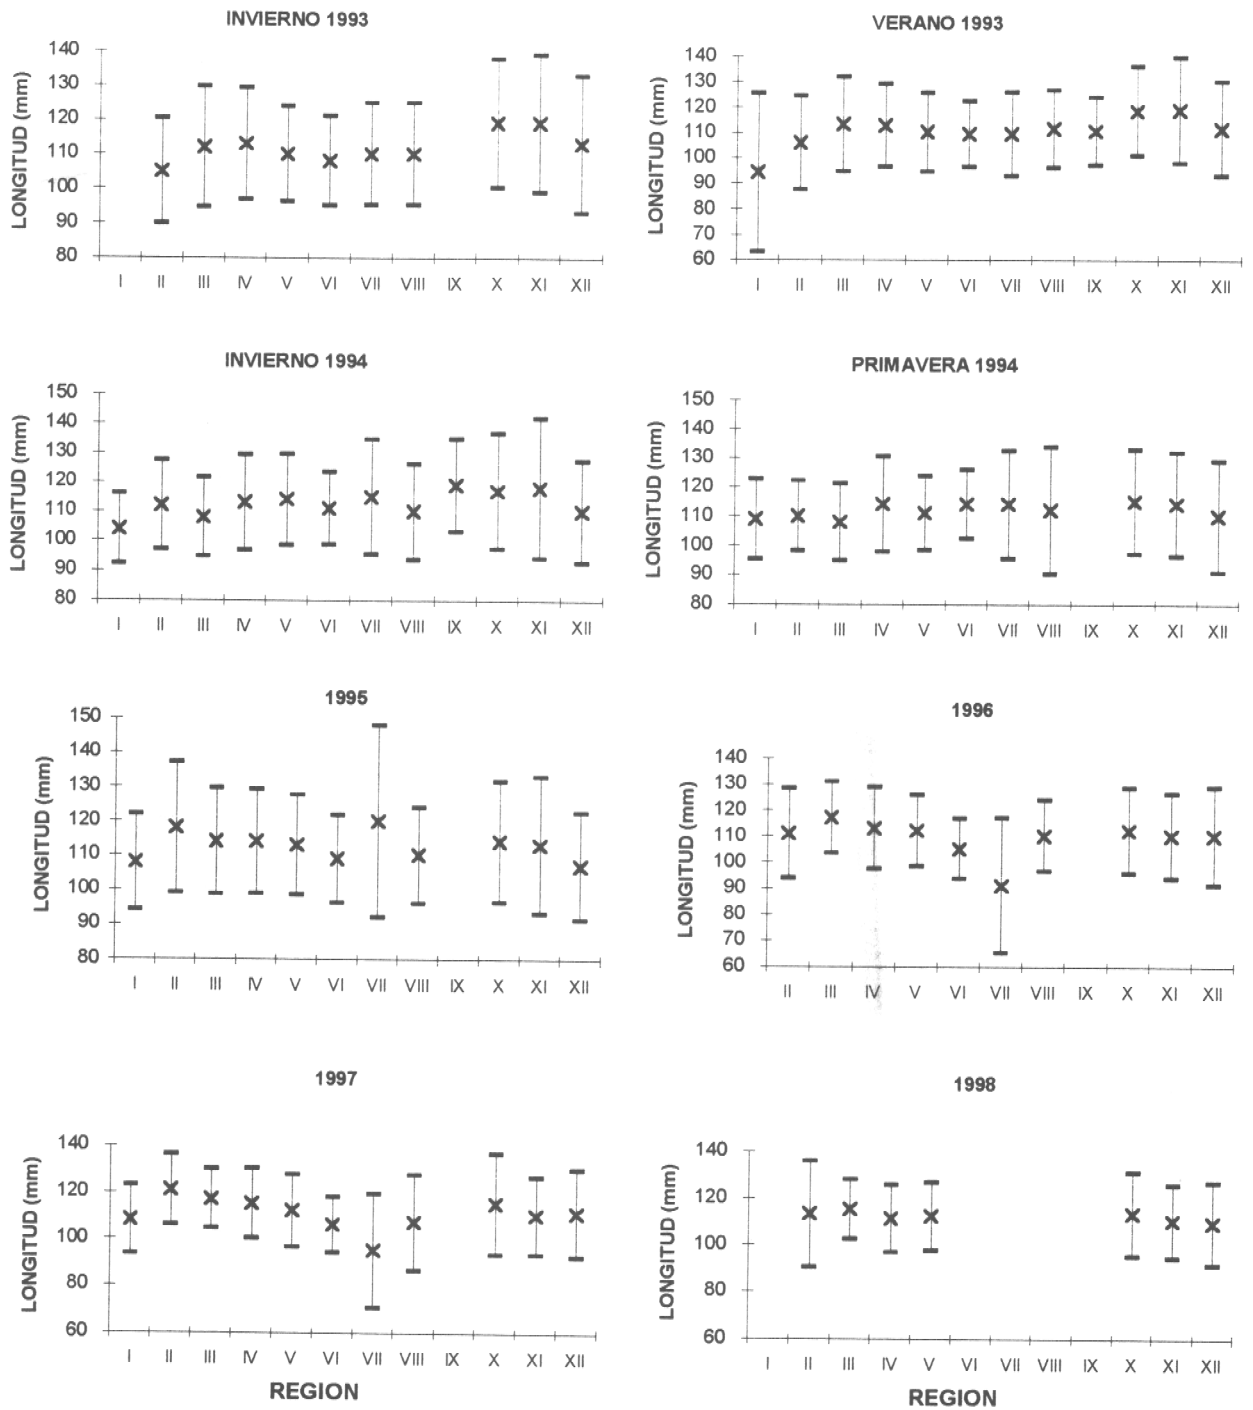 INVIERNO 1993
LONGITUD (mm)
140
130
120
110
100
90
80
I II III IV V VI VII VIII IX X XI XII
VERANO 1993
LONGITUD (mm)
140
130
120
110
100
90
80
70
60
I II III IV V VI VII VIII IX X XI XII
INVIERNO 1994
LONGITUD (mm)
150
140
130
120
110
100
90
80
I II III IV V VI VII VIII IX X XI XII
PRIMAVERA 1994
LONGITUD (mm)
150
140
130
120
110
100
90
80
I II III IV V VI VII VIII IX X XI XII
1995
LONGITUD (mm)
150
140
130
120
110
100
90
80
I II III IV V VI VII VIII IX X XI XII
1996
LONGITUD (mm)
140
130
120
110
100
90
80
70
60
II III IV V VI VII VIII IX X XI XII
1997
LONGITUD (mm)
140
120
100
80
60
I II III IV V VI VII VIII IX X XI XII
REGION
1998
LONGITUD (mm)
140
120
100
80
60
I II III IV V VI VII VIII IX X XI XII
REGION